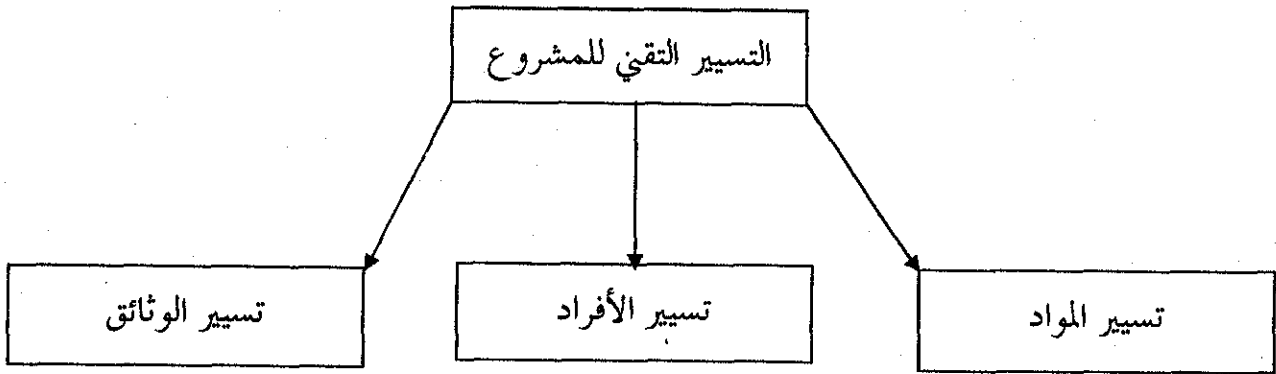 التسيير التقني للمشروع
تسيير المواد
تسيير الأفراد
تسيير الوثائق